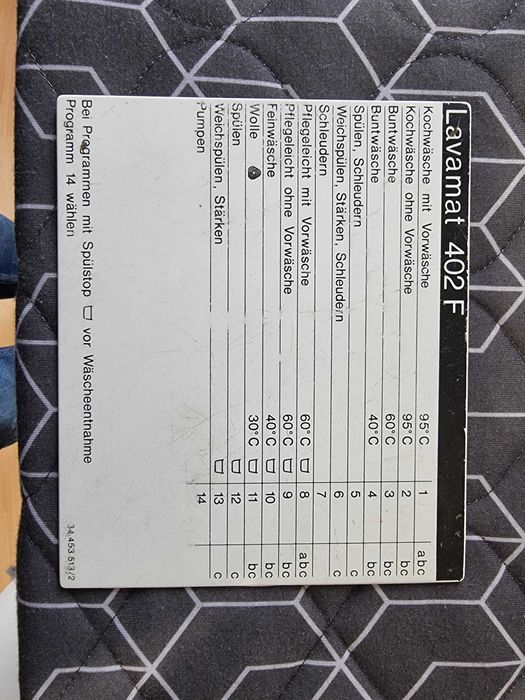 Lavamat 402 F
Kochwäsche mit Vorwäsche 95°C 1 abc
Kochwäsche ohne Vorwäsche 95°C 2 bc
Buntwäsche 60°C 3 bc
Buntwäsche 40°C 4 bc
Spülen, Schleudern 5 c
Weichspülen, Stärken, Schleudern 6 c
Schleudern 7
Pflegeleicht mit Vorwäsche 60°C 8 abc
Pflegeleicht ohne Vorwäsche 60°C 9 bc
Feinwäsche 40°C 10 bc
Wolle 30°C 11 bc
Spülen 12 c
Weichspülen, Stärken 13 c
Pumpen 14
Bei Programmen mit Spülstop vor Wäscheentnahme
Programm 14 wählen
34 453 513/2